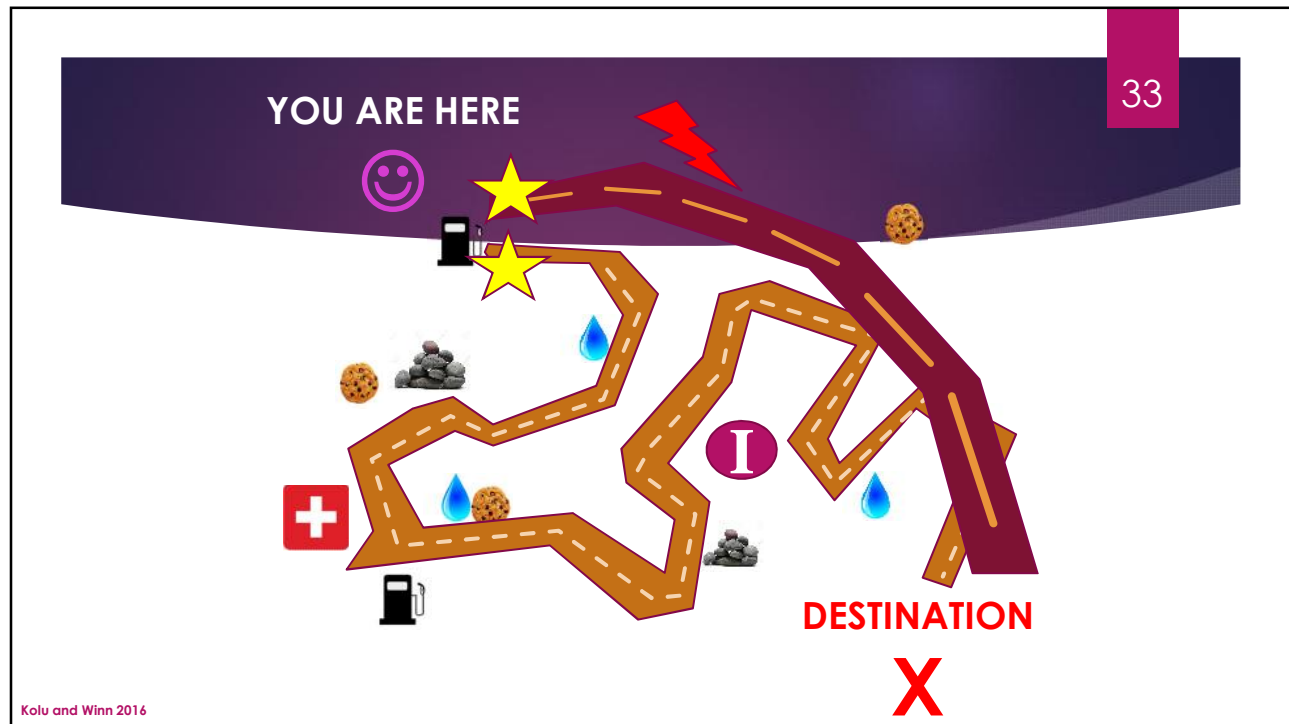 33
YOU ARE HERE
I
DESTINATION
X
Kolu and Winn 2016